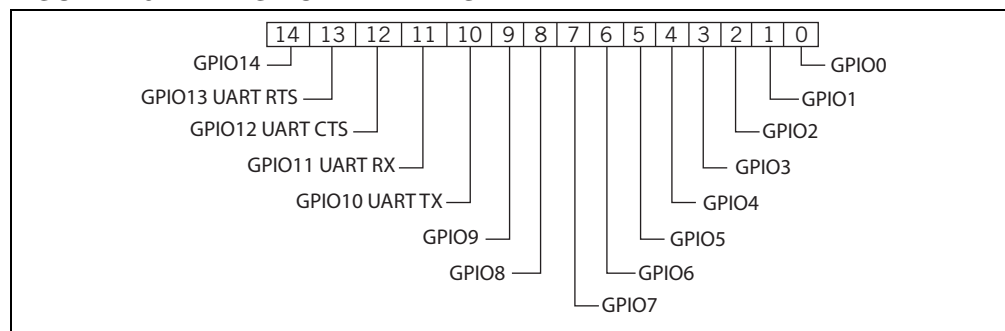 14 13 12 11 10 9 8 7 6 5 4 3 2 1 0
GPIO14 GPIO0
GPIO13 UART RTS GPIO1
GPIO12 UART CTS GPIO2
GPIO11 UART RX GPIO3
GPIO10 UART TX GPIO4
GPIO9 GPIO5
GPIO8 GPIO6
GPIO7